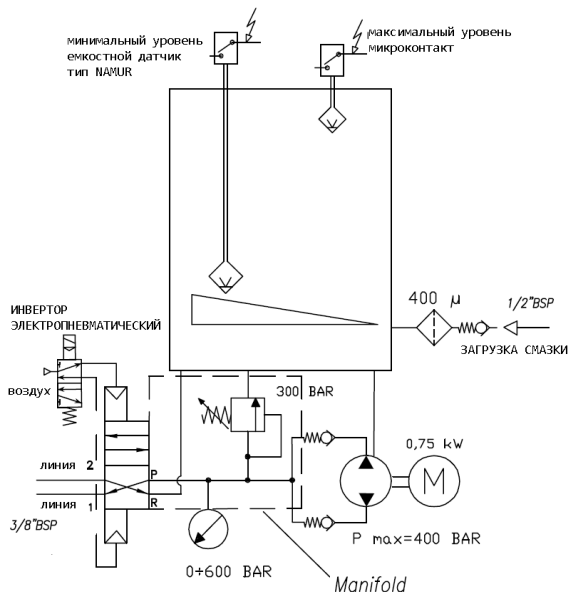 минимальный уровень
емкостной датчик
тип NAMUR
максимальный уровень
микроконтакт
400 µ
1/2"BSP
ЗАГРУЗКА СМАЗКИ
ИНВЕРТОР
ЭЛЕКТРОПНЕВМАТИЧЕСКИЙ
воздух
300 BAR
0,75 kW
M
линия 2
P
линия 1
R
3/8"BSP
P max=400 BAR
0÷600 BAR
Manifold